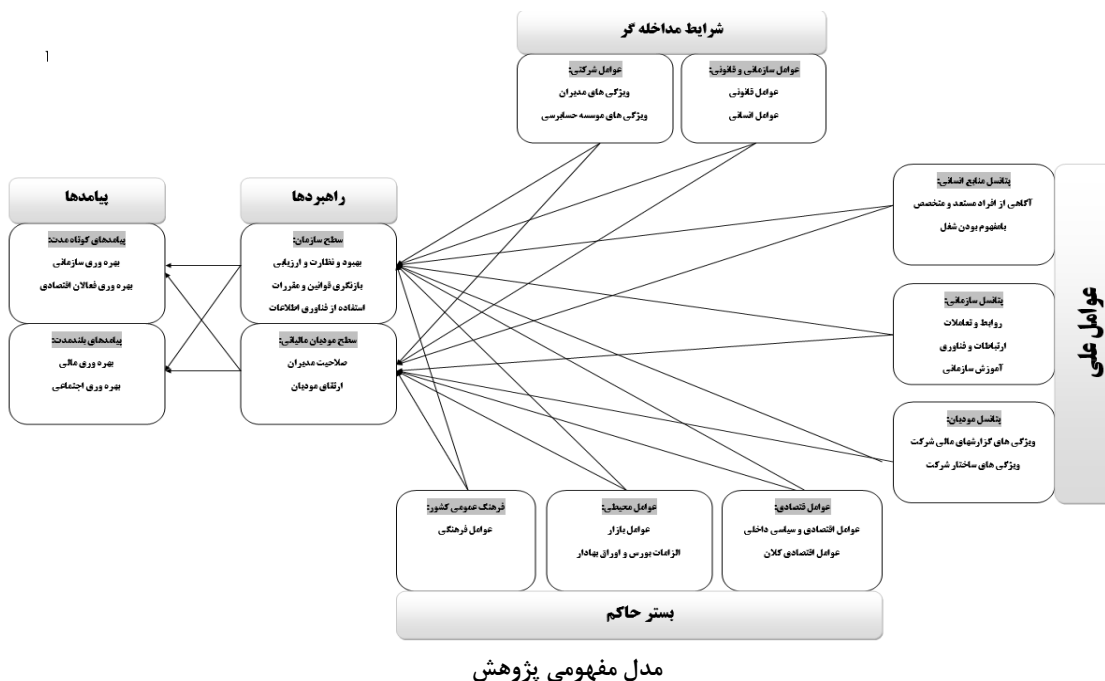 ۱
شرایط مداخله گر
عوامل سازمانی و قانونی:
عوامل قانونی
عوامل انسانی
عوامل شرکتی:
ویژگی های مدیران
ویژگی های موسسه حسابرسی
عوامل علی
پتانسل منابع انسانی:
آگاهی از افراد مستعد و متخصص
بامفهوم بودن شغل
پتانسل سازمانی:
روابط و تعاملات
ارتباطات و فناوری
آموزش سازمانی
پتانسل مودیان:
ویژگی های گزارشهای مالی شرکت
ویژگی های ساختار شرکت
راهبردها
سطح سازمان:
بهبود و نظارت و ارزیابی
بازنگری قوانین و مقررات
استفاده از فناوری اطلاعات
سطح مودیان مالیاتی:
صلاحیت مدیران
ارتقای مودیان
پیامدها
پیامدهای کوتاه مدت:
بهره وری سازمانی
بهره وری فعالان اقتصادی
پیامدهای بلندمدت:
بهره وری مالی
بهره وری اجتماعی
عوامل قتصادی:
عوامل اقتصادی و سیاسی داخلی
عوامل اقتصادی کلان
عوامل محیطی:
عوامل بازار
الزامات بورس و اوراق بهادار
فرهنگ عمومی کشور:
عوامل فرهنگی
بستر حاکم
مدل مفهومی پژوهش